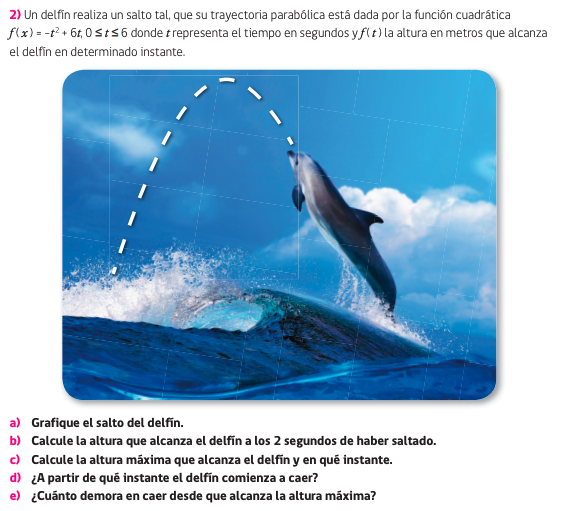 2) Un delfín realiza un salto tal, que su trayectoria parabólica está dada por la función cuadrática
f(x) = -t² + 6t, 0 ≤ t ≤ 6 donde t representa el tiempo en segundos y f(t) la altura en metros que alcanza
el delfín en determinado instante.
a) Grafique el salto del delfín.
b) Calcule la altura que alcanza el delfín a los 2 segundos de haber saltado.
c) Calcule la altura máxima que alcanza el delfín y en qué instante.
d) ¿A partir de qué instante el delfín comienza a caer?
e) ¿Cuánto demora en caer desde que alcanza la altura máxima?